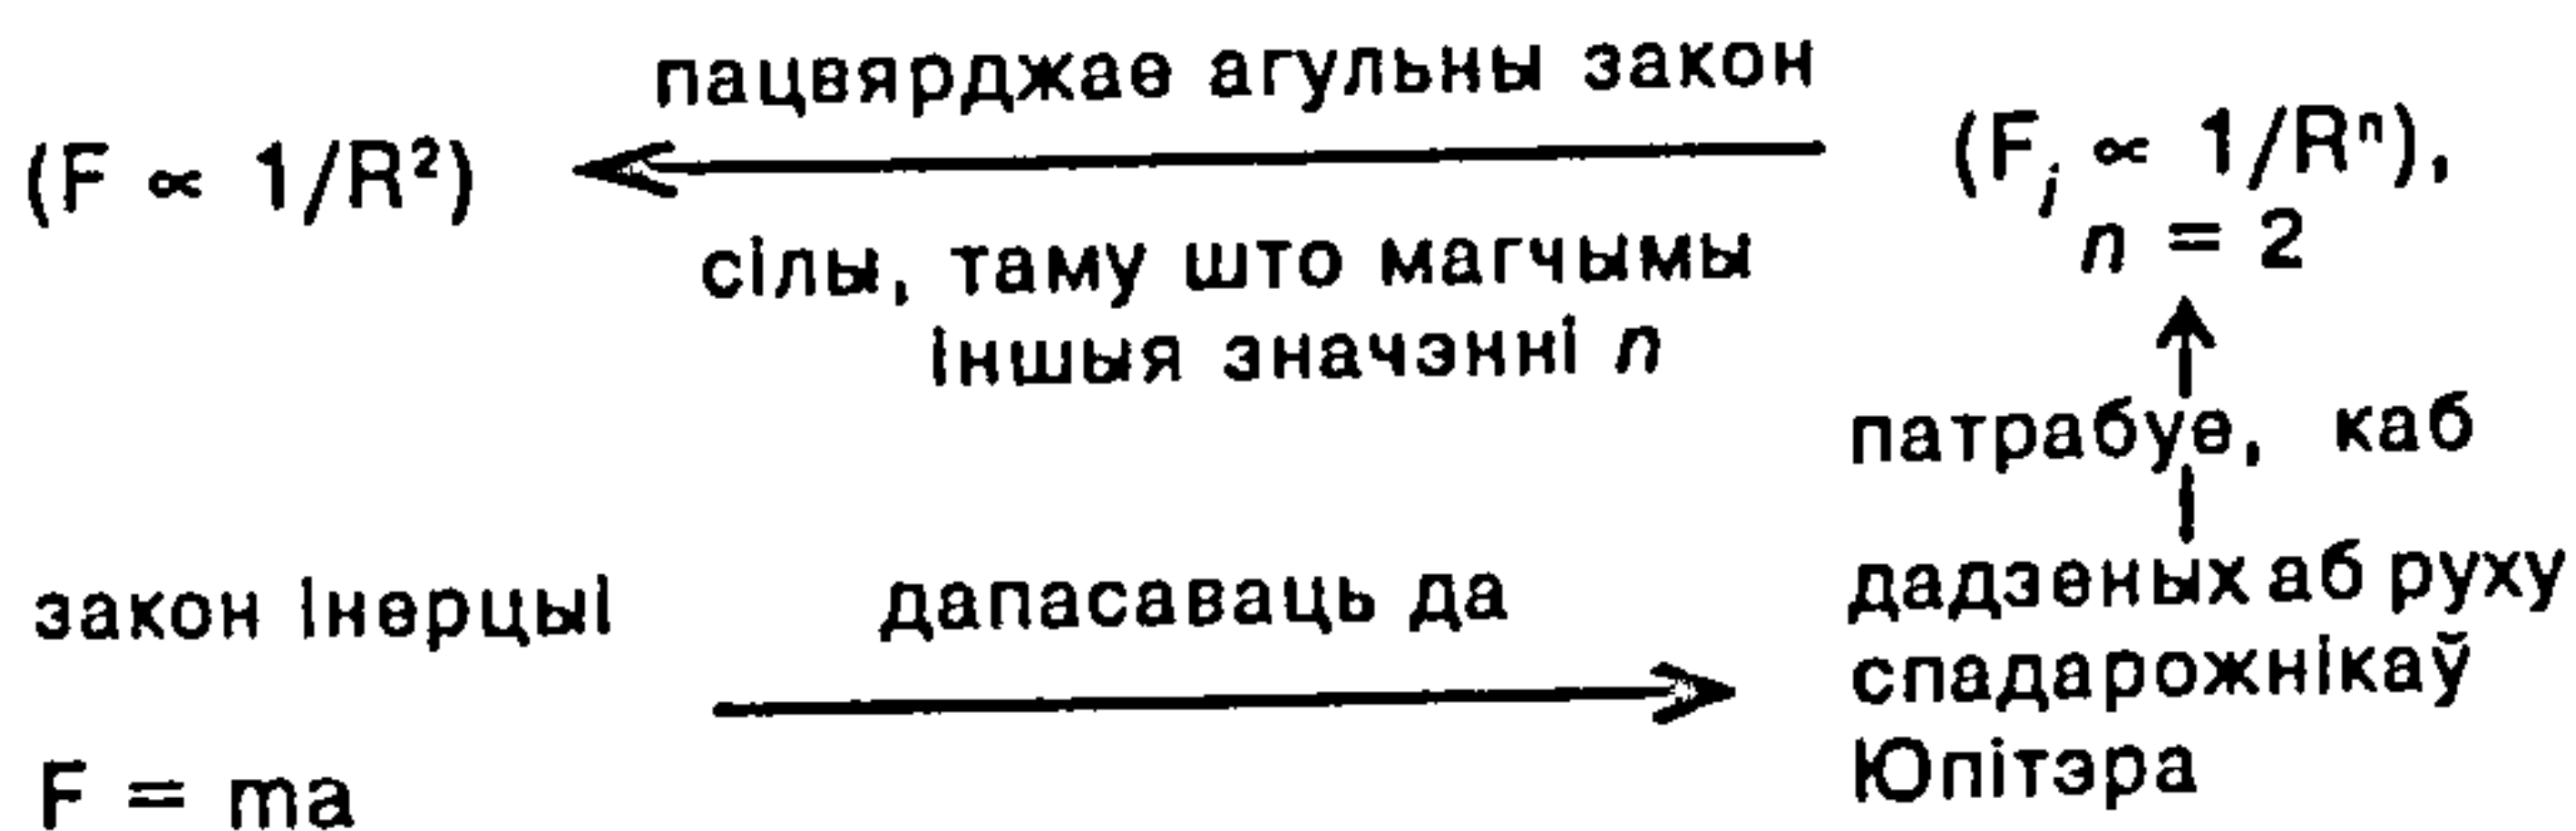 пацвярджае агульны закон
(F ∝ 1/R²)
(Fᵢ ∝ 1/Rⁿ),
n = 2
сілы, таму што магчымы
іншыя значэнні n
патрабуе, каб
закон інерцыі
дапасаваць да
дадзеных аб руху
спадарожнікаў
Юпітэра
F = ma